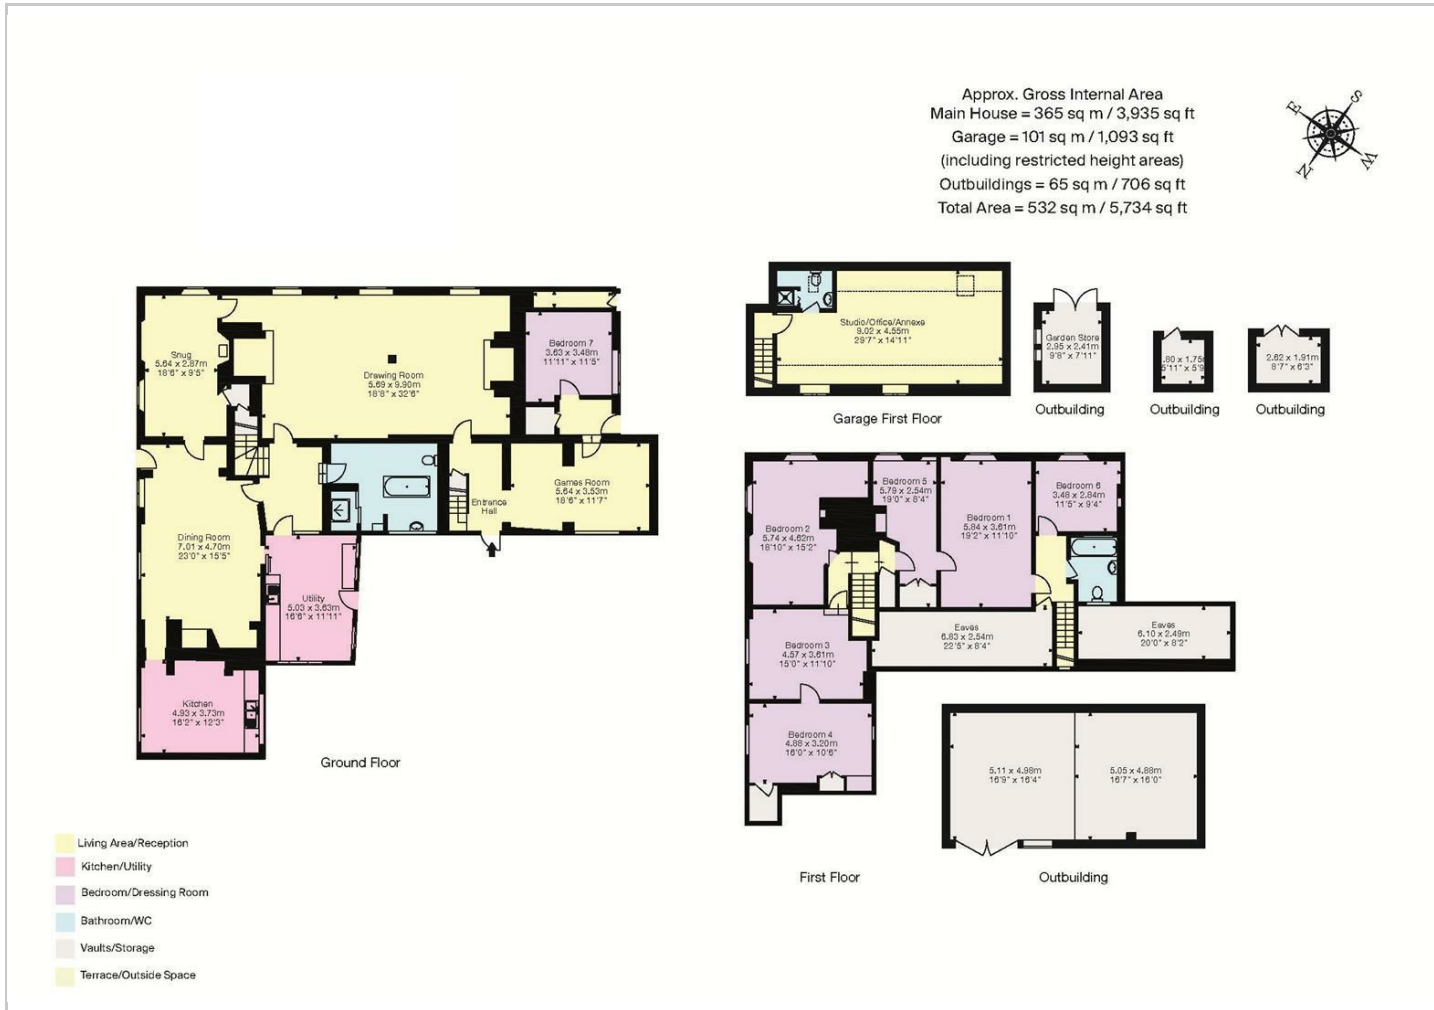 Approx. Gross Internal Area
Main House = 365 sq m / 3,935 sq ft
Garage = 101 sq m / 1,093 sq ft
(including restricted height areas)
Outbuildings = 65 sq m / 706 sq ft
Total Area = 532 sq m / 5,734 sq ft
E
S
N
W
Snug
5.64 x 2.87m
18'6" x 9'5"
Drawing Room
5.69 x 9.90m
18'8" x 32'6"
Bedroom 7
3.63 x 3.48m
11'11" x 11'5"
Entrance
Hall
Games Room
5.64 x 3.53m
18'6" x 11'7"
Dining Room
7.01 x 4.70m
23'0" x 15'5"
Utility
5.03 x 3.63m
16'6" x 11'11"
Kitchen
4.93 x 3.73m
16'2" x 12'3"
Ground Floor
Studio/Office/Annexe
9.02 x 4.55m
29'7" x 14'11"
Garage First Floor
Garden Store
2.95 x 2.41m
9'8" x 7'11"
Outbuilding
.80 x 1.75
5'11" x 5'9
Outbuilding
2.62 x 1.91m
8'7" x 6'3"
Outbuilding
Bedroom 2
5.74 x 4.62m
18'10" x 15'2"
Bedroom 5
5.79 x 2.54m
19'0" x 8'4"
Bedroom 1
5.84 x 3.61m
19'2" x 11'10"
Bedroom 6
3.48 x 2.84m
11'5" x 9'4"
Eaves
6.83 x 2.54m
22'5" x 8'4"
Eaves
6.10 x 2.49m
20'0" x 8'2"
Bedroom 3
4.57 x 3.61m
15'0" x 11'10"
Bedroom 4
4.88 x 3.20m
16'0" x 10'6"
First Floor
5.11 x 4.98m
16'9" x 16'4"
5.05 x 4.88m
16'7" x 16'0"
Outbuilding
Living Area/Reception
Kitchen/Utility
Bedroom/Dressing Room
Bathroom/WC
Vaults/Storage
Terrace/Outside Space